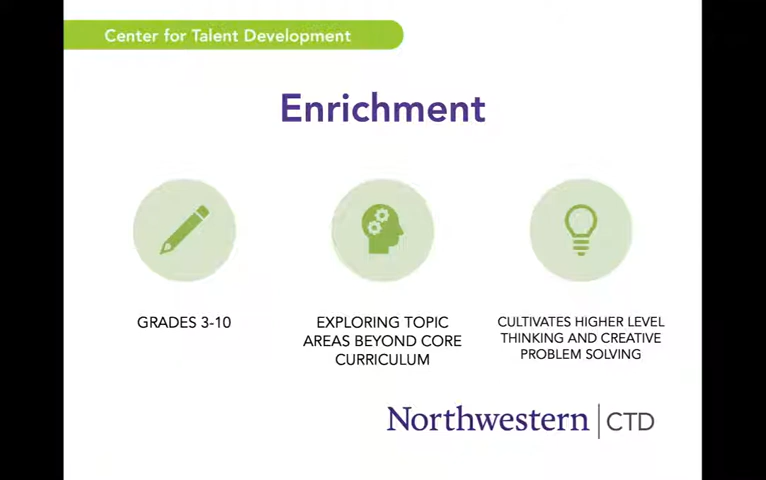 Center for Talent Development
Enrichment
GRADES 3-10
EXPLORING TOPIC
AREAS BEYOND CORE
CURRICULUM
CULTIVATES HIGHER LEVEL
THINKING AND CREATIVE
PROBLEM SOLVING
Northwestern | CTD